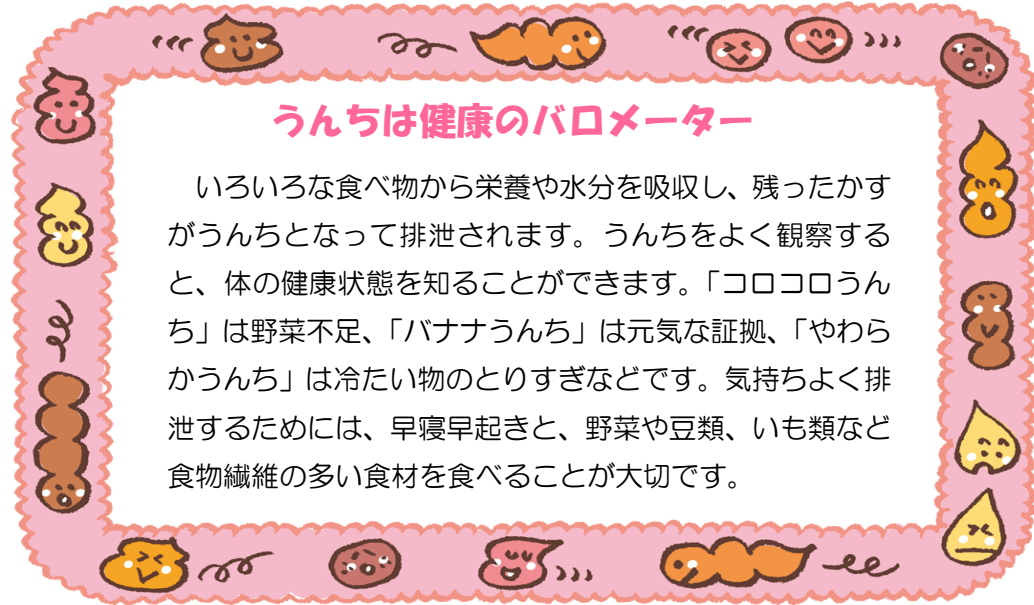 うんちは健康のバロメーター
いろいろな食べ物から栄養や水分を吸収し、残ったかす
がうんちとなって排泄されます。うんちをよく観察する
と、体の健康状態を知ることができます。「コロコロうん
ち」は野菜不足、「バナナうんち」は元気な証拠、「やわら
かうんち」は冷たい物のとりすぎなどです。気持ちよく排
泄するためには、早寝早起きと、野菜や豆類、いも類など
食物繊維の多い食材を食べることが大切です。